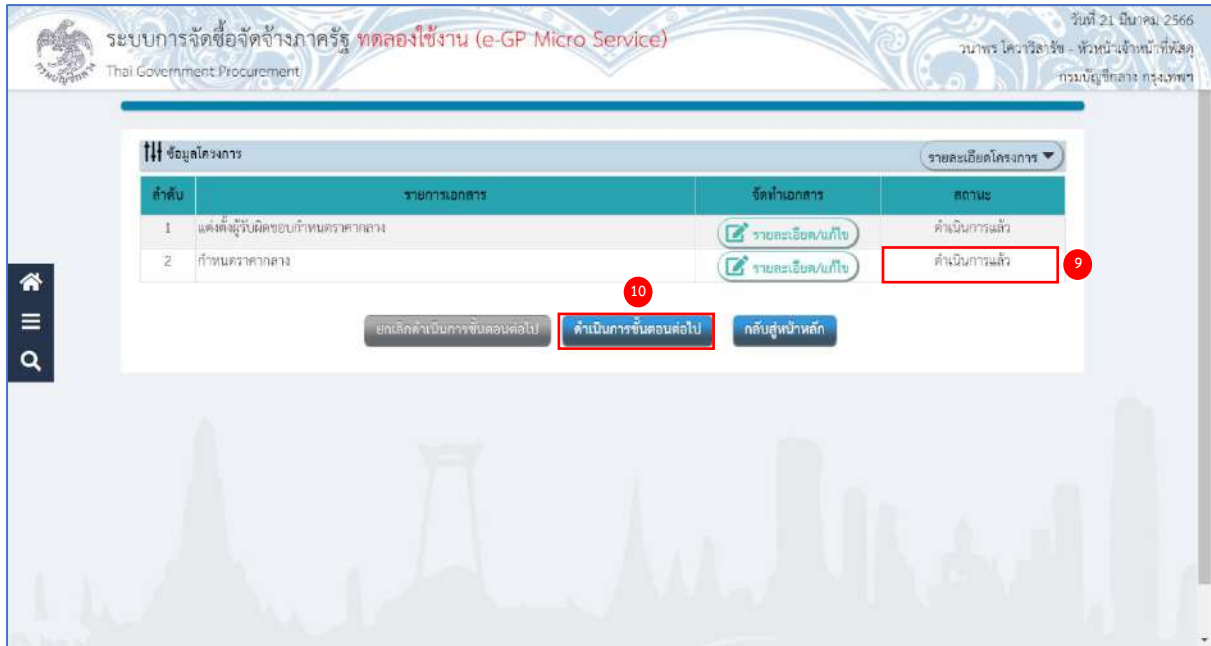 วันที่ 21 มีนาคม 2566
ระบบการจัดซื้อจัดจ้างภาครัฐ ทดลองใช้งาน (e-GP Micro Service)
วนาพร โควาวิสารัช - หัวหน้าเจ้าหน้าที่พัสดุ
Thai Government Procurement
กรมบัญชีกลาง กรุงเทพฯ
กรมบัญชีกลาง
ข้อมูลโครงการ รายละเอียดโครงการ
ลำดับ รายการเอกสาร จัดทำเอกสาร สถานะ
1 แต่งตั้งผู้รับผิดชอบกำหนดราคากลาง รายละเอียด/แก้ไข ดำเนินการแล้ว
2 กำหนดราคากลาง รายละเอียด/แก้ไข ดำเนินการแล้ว 9
10
ยกเลิกดำเนินการขั้นตอนต่อไป ดำเนินการขั้นตอนต่อไป กลับสู่หน้าหลัก